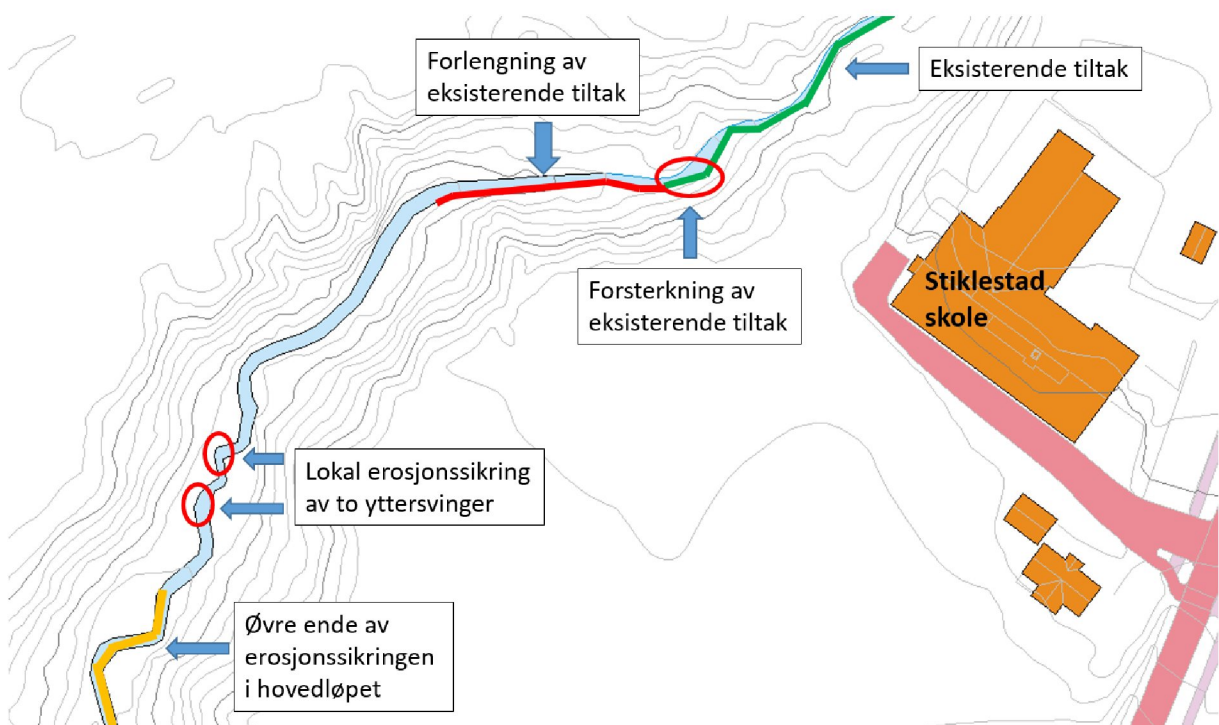 Forlengning av
eksisterende tiltak
Eksisterende tiltak
Forsterkning av
eksisterende tiltak
Stiklestad
skole
Lokal erosjonssikring
av to yttersvinger
Øvre ende av
erosjonssikringen
i hovedløpet